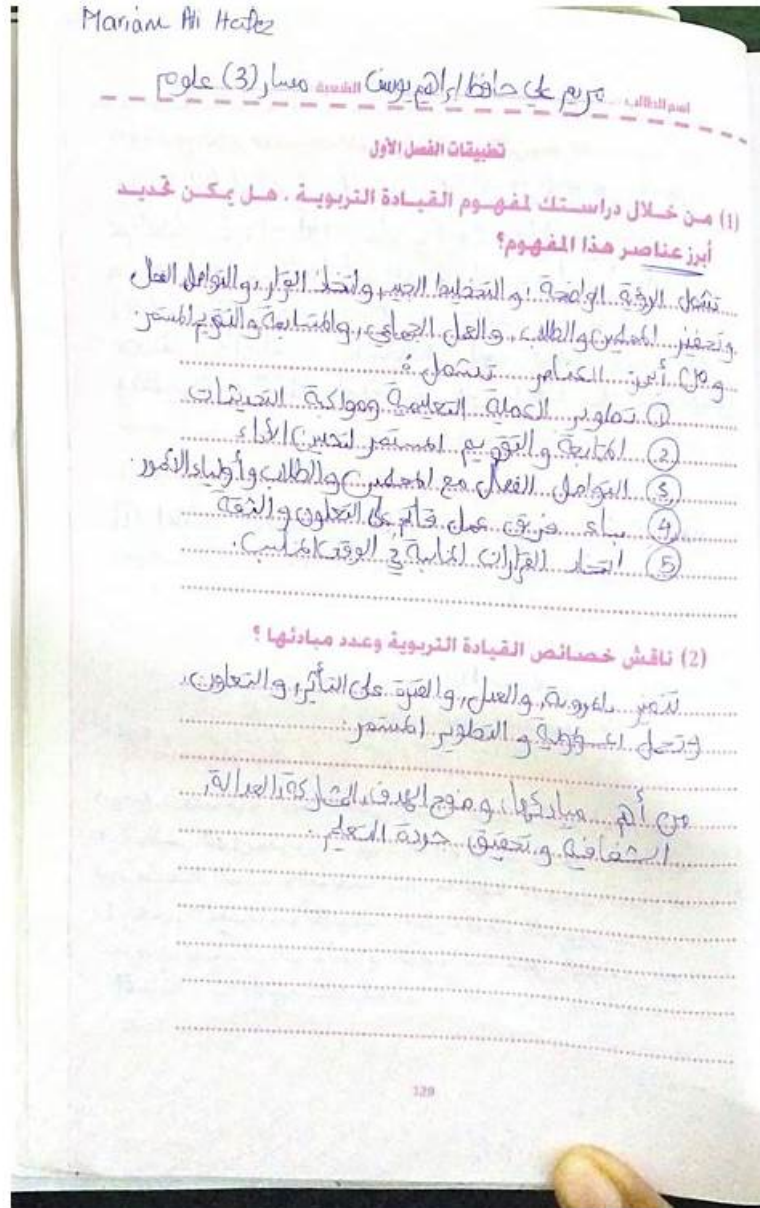 Mariam Ali Hafez
اسم الطالب: مريم علي حافظ إبراهيم يوسف الشعبة مسار (3) علوم
تطبيقات الفصل الأول
(1) من خلال دراستك لمفهوم القيادة التربوية . هل يمكن تحديد
أبرز عناصر هذا المفهوم؟
تشمل الرؤية الواضحة، والتخطيط الجيد، واتخاذ القرار، والتواصل الفعال
وتحفيز المعلمين والطلاب، والعمل الجماعي، والمتابعة والتقويم المستمر.
ومن أبرز العناصر تشمل:
① تطوير العملية التعليمية ومواكبة التحديثات
② المتابعة والتقويم المستمر لتحسين الأداء
③ التواصل الفعال مع المعلمين والطلاب وأولياء الأمور.
④ بناء فريق عمل قائم على التعاون والثقة
⑤ اتخاذ القرارات المناسبة في الوقت المناسب.
(2) ناقش خصائص القيادة التربوية وعدد مبادئها ؟
تتميز بالمرونة، والعدل، والقدرة على التأثير، والتعاون،
وتحمل المسؤولية و التطوير المستمر.
من أهم مبادئها، وضوح الهدف، المشاركة، العدالة،
الشفافية وتحقيق جودة التعليم.
129